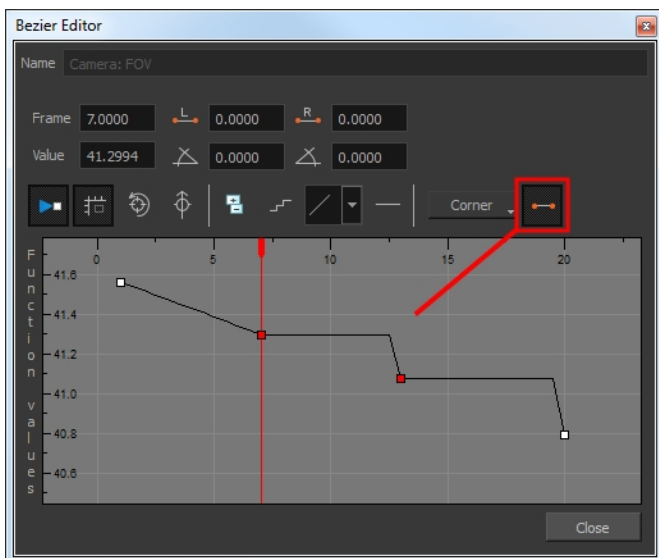 Bezier Editor
Name Camera: FOV
Frame 7.0000 L 0.0000 R 0.0000
Value 41.2994 0.0000 0.0000
Corner
0 5 10 15 20
Function values
41.6
41.4
41.2
41.0
40.8
40.6
Close